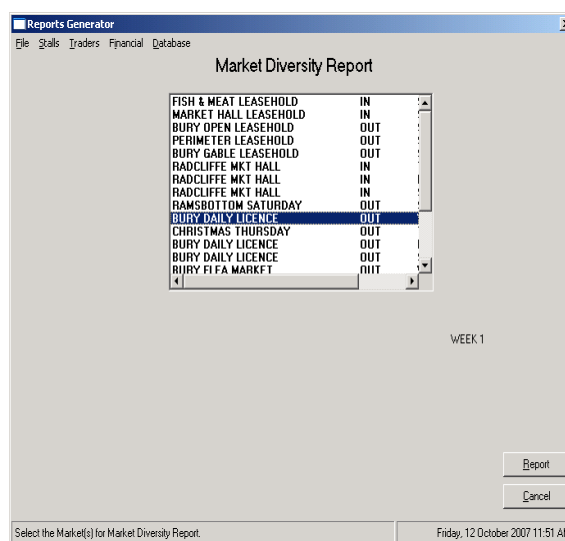 Reports Generator
File Stalls Traders Financial Database
Market Diversity Report
FISH & MEAT LEASEHOLD IN
MARKET HALL LEASEHOLD IN
BURY OPEN LEASEHOLD OUT
PERIMETER LEASEHOLD OUT
BURY GABLE LEASEHOLD OUT
RADCLIFFE MKT HALL IN
RADCLIFFE MKT HALL IN
RADCLIFFE MKT HALL IN
RAMSBOTTOM SATURDAY OUT
BURY DAILY LICENCE OUT
CHRISTMAS THURSDAY OUT
BURY DAILY LICENCE OUT
BURY DAILY LICENCE OUT
BURY FLEA MARKET OUT
WEEK 1
Report
Cancel
Select the Market(s) for Market Diversity Report.
Friday, 12 October 2007 11:51 A